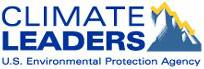 CLIMATE
LEADERS
U.S. Environmental Protection Agency